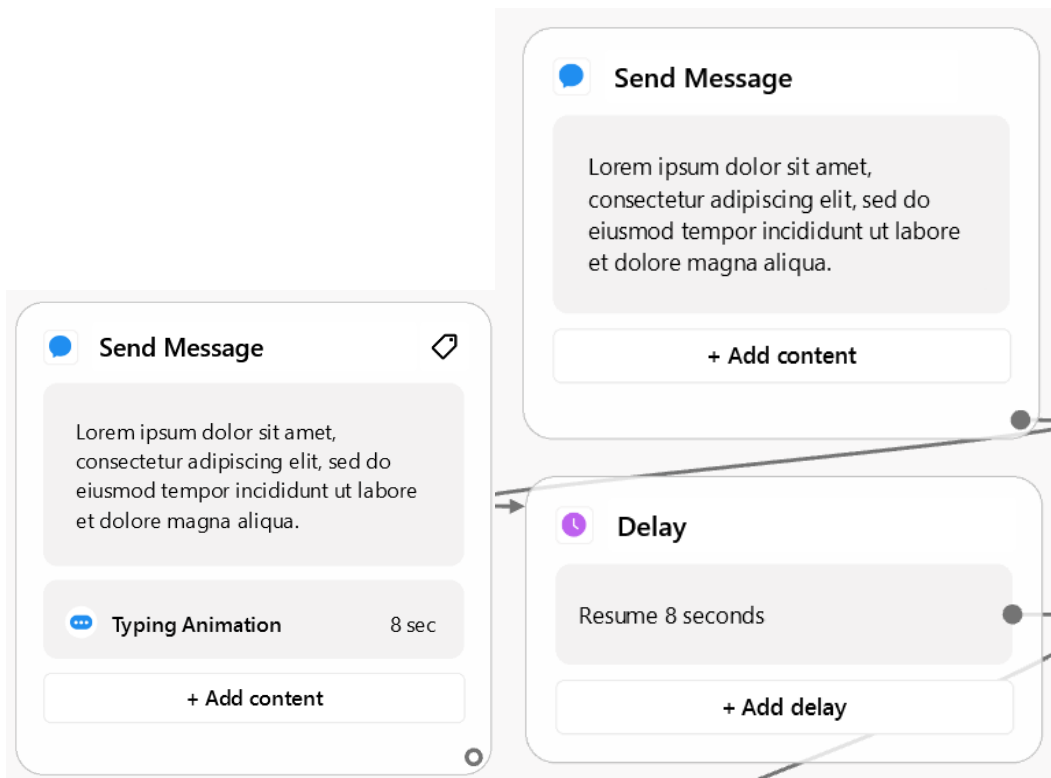 Send Message
Lorem ipsum dolor sit amet,
consectetur adipiscing elit, sed do
eiusmod tempor incididunt ut labore
et dolore magna aliqua.
Typing Animation 8 sec
+ Add content
Send Message
Lorem ipsum dolor sit amet,
consectetur adipiscing elit, sed do
eiusmod tempor incididunt ut labore
et dolore magna aliqua.
+ Add content
Delay
Resume 8 seconds
+ Add delay